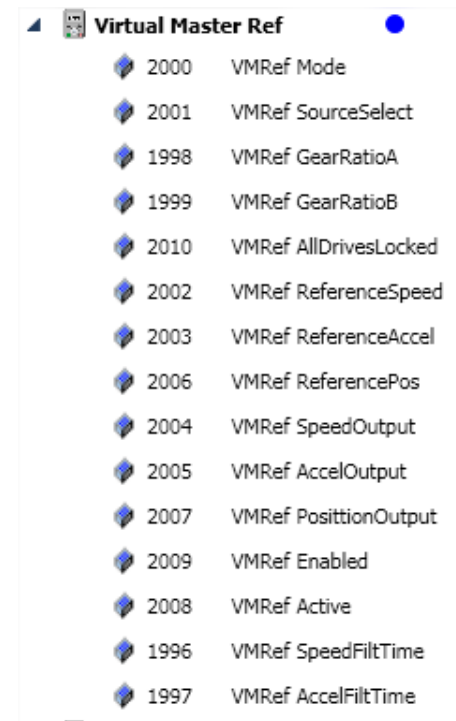 Virtual Master Ref
2000 VMRef Mode
2001 VMRef SourceSelect
1998 VMRef GearRatioA
1999 VMRef GearRatioB
2010 VMRef AllDrivesLocked
2002 VMRef ReferenceSpeed
2003 VMRef ReferenceAccel
2006 VMRef ReferencePos
2004 VMRef SpeedOutput
2005 VMRef AccelOutput
2007 VMRef PosittionOutput
2009 VMRef Enabled
2008 VMRef Active
1996 VMRef SpeedFiltTime
1997 VMRef AccelFiltTime